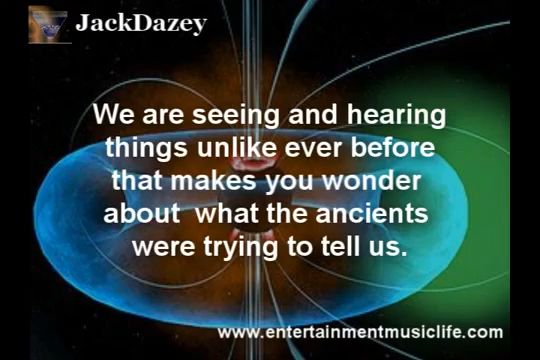 JackDazey
We are seeing and hearing
things unlike ever before
that makes you wonder
about what the ancients
were trying to tell us.
www.entertainmentmusiclife.com